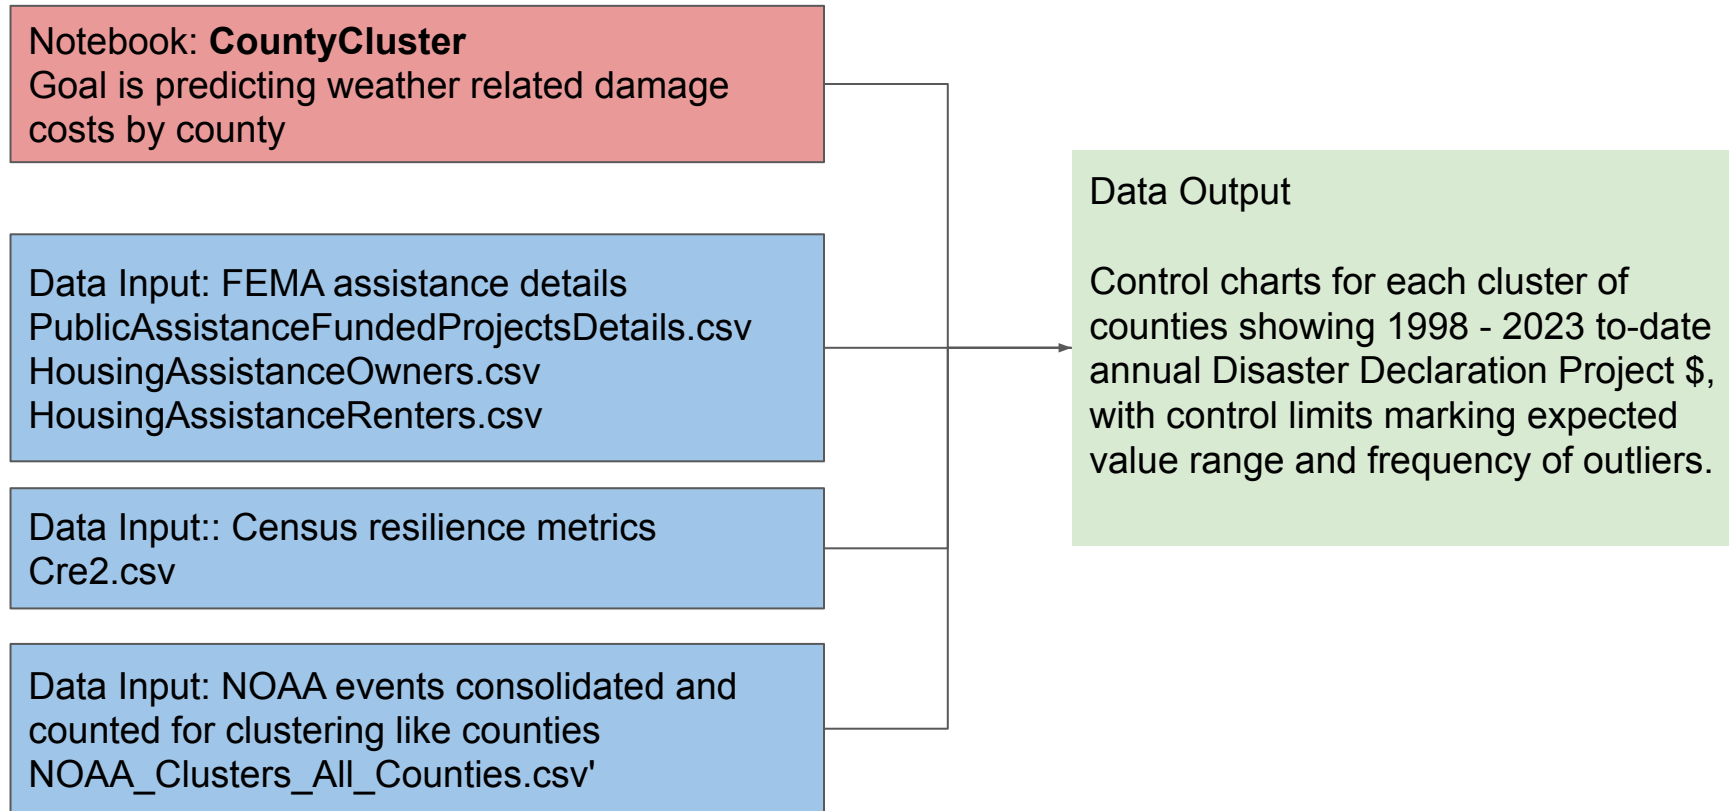 Notebook: CountyCluster
Goal is predicting weather related damage
costs by county
Data Input: FEMA assistance details
PublicAssistanceFundedProjectsDetails.csv
HousingAssistanceOwners.csv
HousingAssistanceRenters.csv
Data Input:: Census resilience metrics
Cre2.csv
Data Input: NOAA events consolidated and
counted for clustering like counties
NOAA_Clusters_All_Counties.csv'
Data Output
Control charts for each cluster of
counties showing 1998 - 2023 to-date
annual Disaster Declaration Project $,
with control limits marking expected
value range and frequency of outliers.